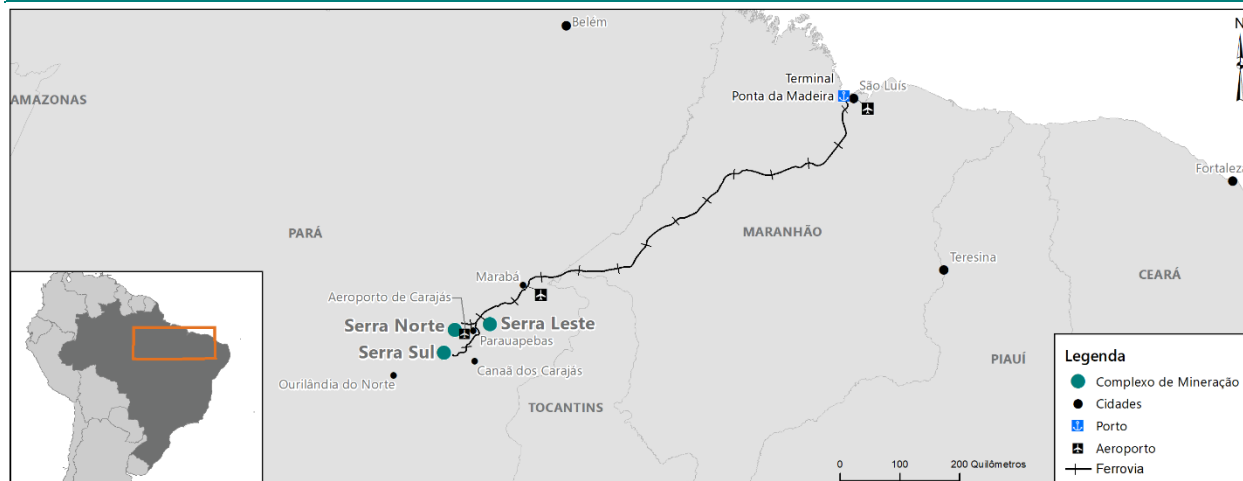 Belém
N
AMAZONAS
Terminal
Ponta da Madeira
São Luís
Fortaleza
PARÁ
MARANHÃO
Teresina
CEARÁ
Marabá
Aeroporto de Carajás
Serra Norte
Serra Leste
Parauapebas
Serra Sul
Canaã dos Carajás
Ourilândia do Norte
TOCANTINS
PIAUÍ
Legenda
Complexo de Mineração
Cidades
Porto
Aeroporto
Ferrovia
0 100 200 Quilômetros